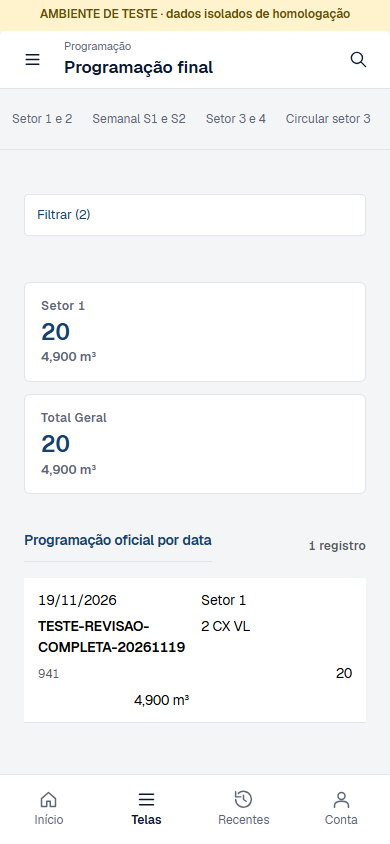 AMBIENTE DE TESTE · dados isolados de homologação
Programação
Programação final
Setor 1 e 2 Semanal S1 e S2 Setor 3 e 4 Circular setor 3
Filtrar (2)
Setor 1
20
4,900 m³
Total Geral
20
4,900 m³
Programação oficial por data
1 registro
19/11/2026 Setor 1
TESTE-REVISAO-COMPLETA-20261119 2 CX VL
941 20
4,900 m³
Início Telas Recentes Conta